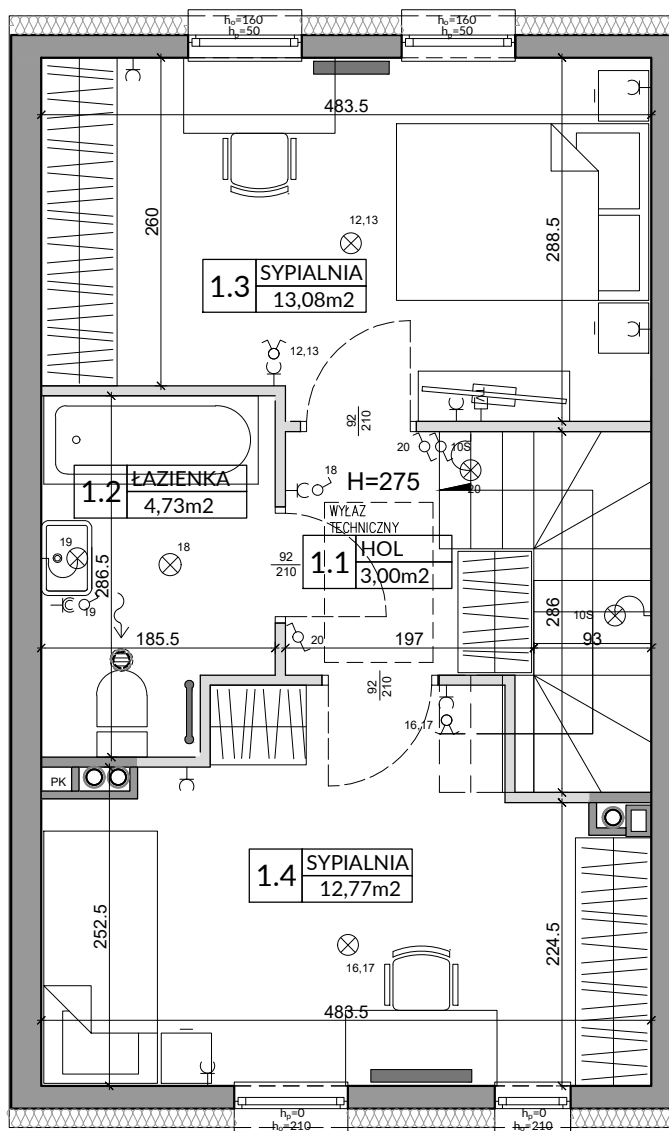 h₀=160
hₚ=50
h₀=160
hₚ=50
483.5
260
288.5
12,13
1.3
SYPIALNIA
13,08m2
12,13
92
210
20
10S
20
18
H=275
1.2
ŁAZIENKA
4,73m2
WYŁAZ
TECHNICZNY
1.1
HOL
3,00m2
92
210
19
18
19
286.5
286
10S
185.5
20
197
93
92
210
16,17
PK
1.4
SYPIALNIA
12,77m2
252.5
224.5
16,17
483.5
hₚ=0
h₀=210
hₚ=0
h₀=210